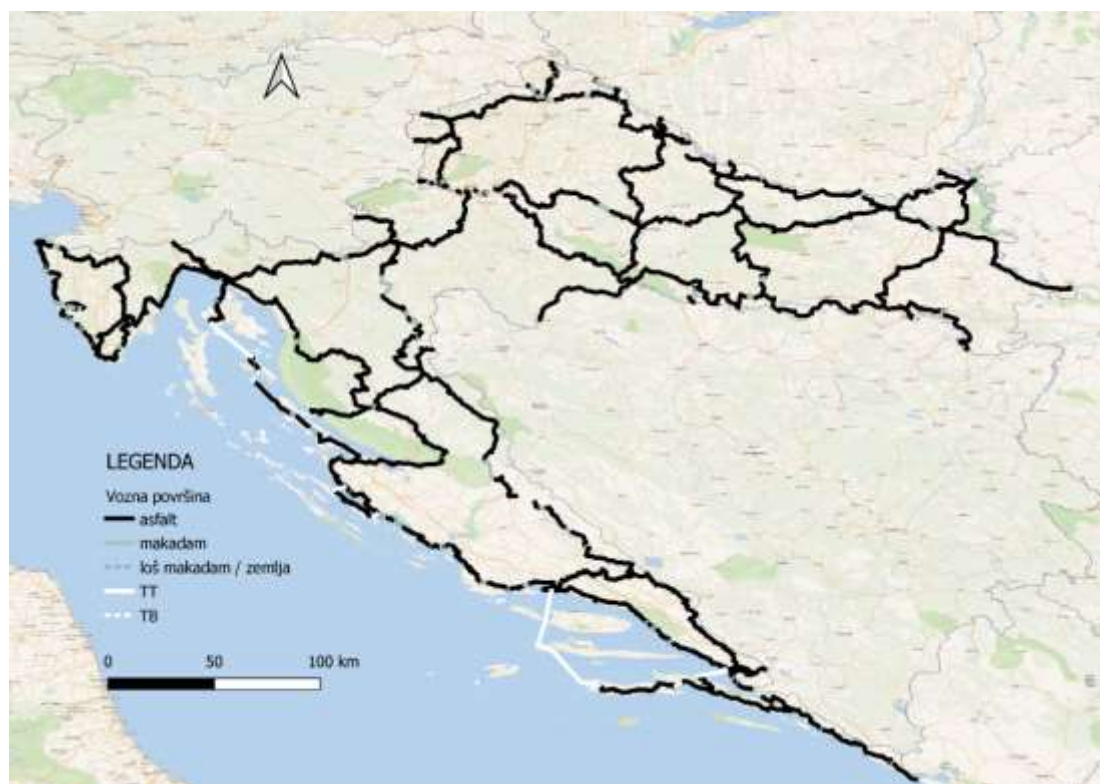 LEGENDA
Vozna površina
asfalt
makadam
loš makadam / zemlja
TT
TB
0 50 100 km